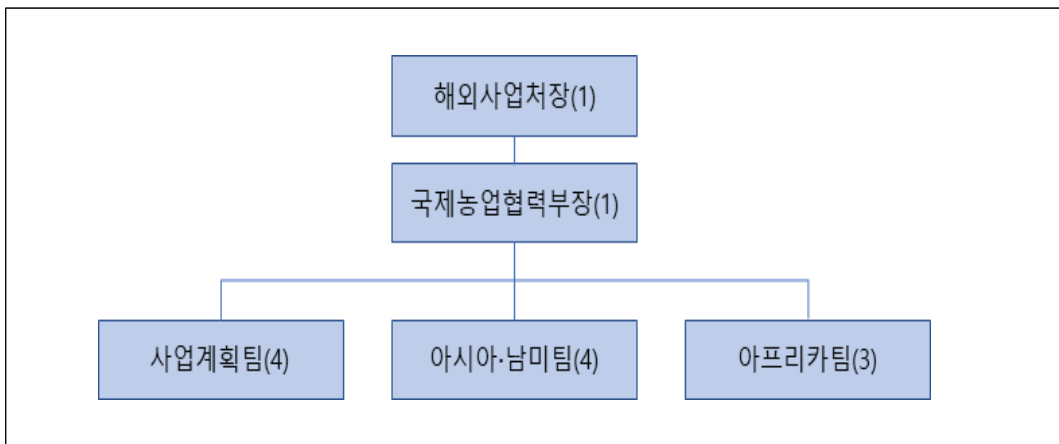 해외사업처장(1)
국제농업협력부장(1)
사업계획팀(4)
아시아·남미팀(4)
아프리카팀(3)